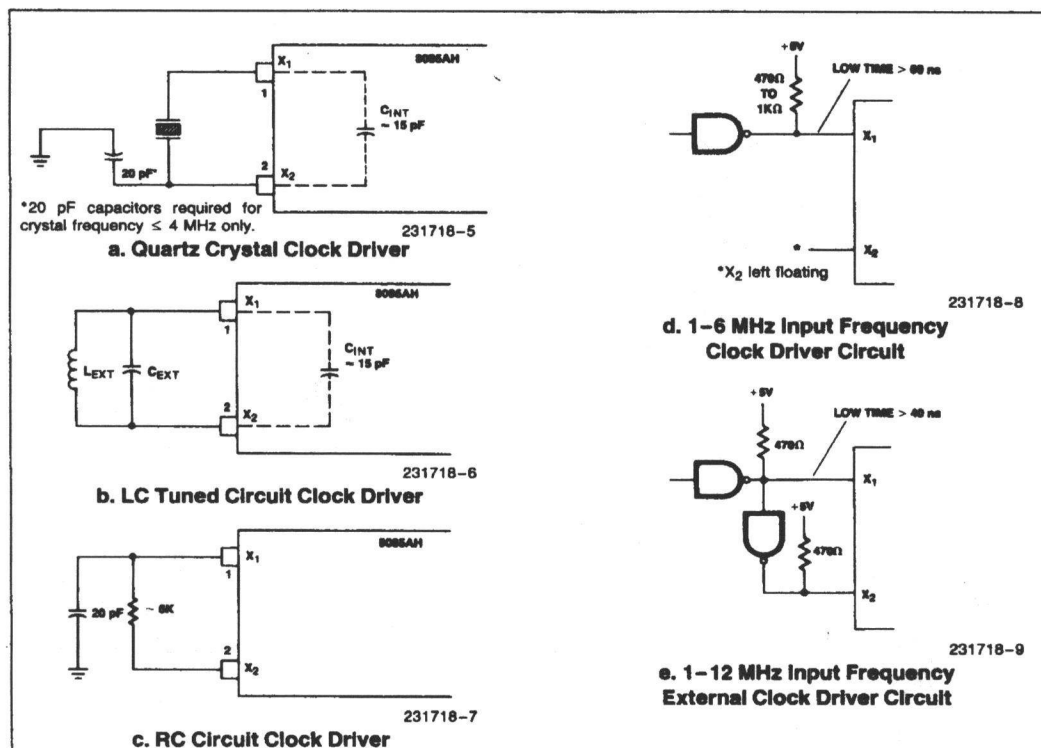 8085AH
X1
1
CINT
~ 15 pF
20 pF*
2
X2
*20 pF capacitors required for
crystal frequency ≤ 4 MHz only.
231718-5
a. Quartz Crystal Clock Driver
8085AH
X1
1
LEXT
CEXT
CINT
~ 15 pF
2
X2
231718-6
b. LC Tuned Circuit Clock Driver
8085AH
X1
1
20 pF
~ 6K
2
X2
231718-7
c. RC Circuit Clock Driver
+5V
470Ω
TO
1KΩ
LOW TIME > 60 ns
X1
*
X2
*X2 left floating
231718-8
d. 1-6 MHz Input Frequency
Clock Driver Circuit
+5V
LOW TIME > 40 ns
470Ω
X1
+5V
470Ω
X2
231718-9
e. 1-12 MHz Input Frequency
External Clock Driver Circuit